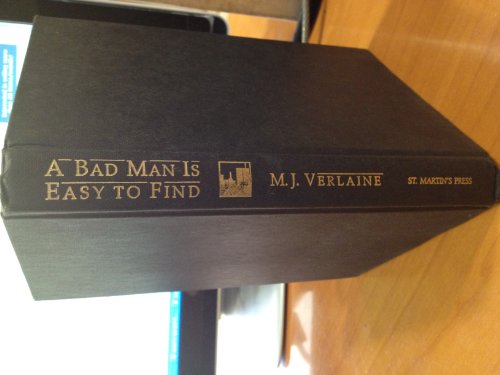 A BAD MAN IS
EASY TO FIND
M.J. VERLAINE
ST. MARTIN'S PRESS